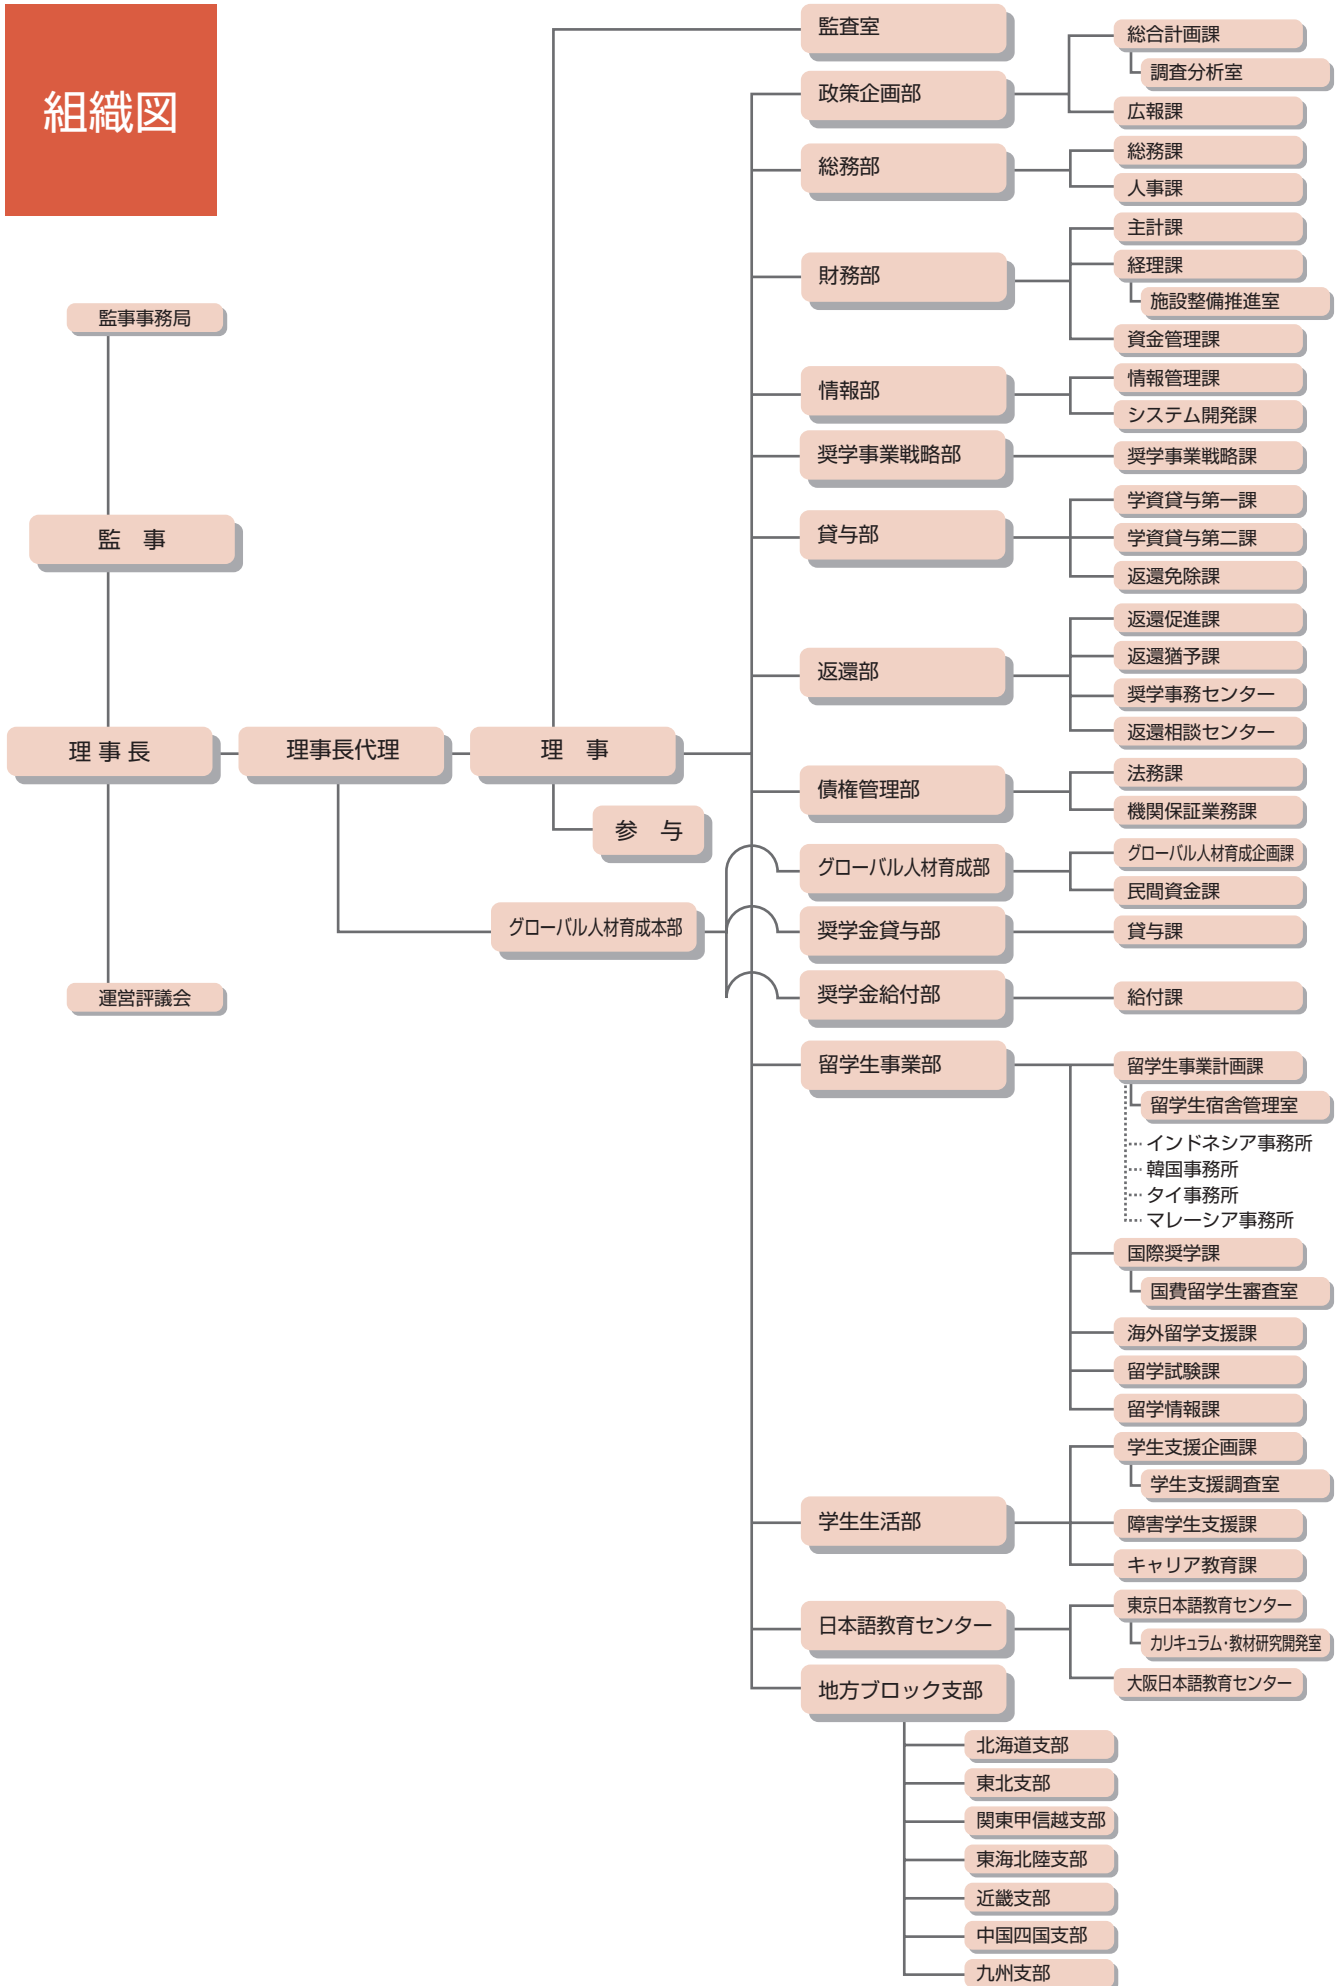 組織図
監事事務局
監 事
理事長
理事長代理
理 事
参 与
グローバル人材育成本部
運営評議会
監査室
政策企画部
総合計画課
調査分析室
広報課
総務部
総務課
人事課
財務部
主計課
経理課
施設整備推進室
資金管理課
情報部
情報管理課
システム開発課
奨学事業戦略部
奨学事業戦略課
貸与部
学資貸与第一課
学資貸与第二課
返還免除課
返還部
返還促進課
返還猶予課
奨学事務センター
返還相談センター
債権管理部
法務課
機関保証業務課
グローバル人材育成部
グローバル人材育成企画課
民間資金課
奨学金貸与部
貸与課
奨学金給付部
給付課
留学生事業部
留学生事業計画課
留学生宿舎管理室
インドネシア事務所
韓国事務所
タイ事務所
マレーシア事務所
国際奨学課
国費留学生審査室
海外留学支援課
留学試験課
留学情報課
学生生活部
学生支援企画課
学生支援調査室
障害学生支援課
キャリア教育課
日本語教育センター
東京日本語教育センター
カリキュラム・教材研究開発室
大阪日本語教育センター
地方ブロック支部
北海道支部
東北支部
関東甲信越支部
東海北陸支部
近畿支部
中国四国支部
九州支部